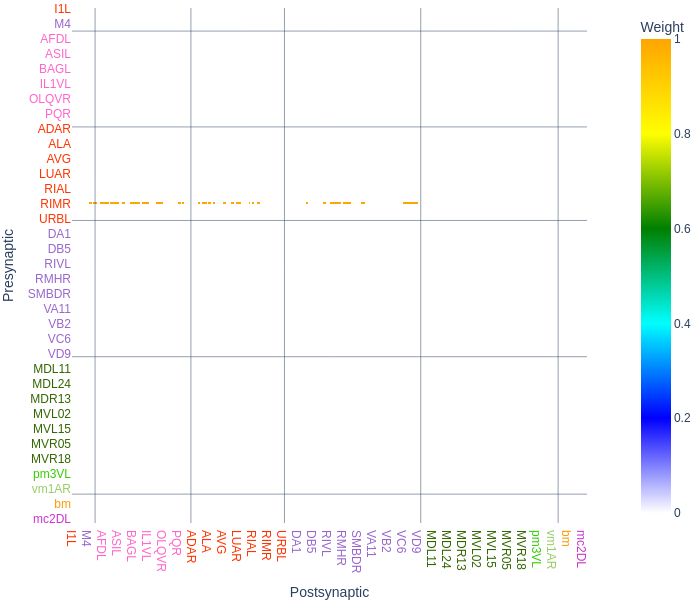 I1L
M4
AFDL
ASIL
BAGL
IL1VL
OLQVR
PQR
ADAR
ALA
AVG
LUAR
RIAL
RIMR
URBL
DA1
DB5
RIVL
RMHR
SMBDR
VA11
VB2
VC6
VD9
MDL11
MDL24
MDR13
MVL02
MVL15
MVR05
MVR18
pm3VL
vm1AR
bm
mc2DL
Presynaptic
I1L M4 AFDL ASIL BAGL IL1VL OLQVR PQR ADAR ALA AVG LUAR RIAL RIMR URBL DA1 DB5 RIVL RMHR SMBDR VA11 VB2 VC6 VD9 MDL11 MDL24 MDR13 MVL02 MVL15 MVR05 MVR18 pm3VL vm1AR bm mc2DL
Postsynaptic
Weight
1
0.8
0.6
0.4
0.2
0